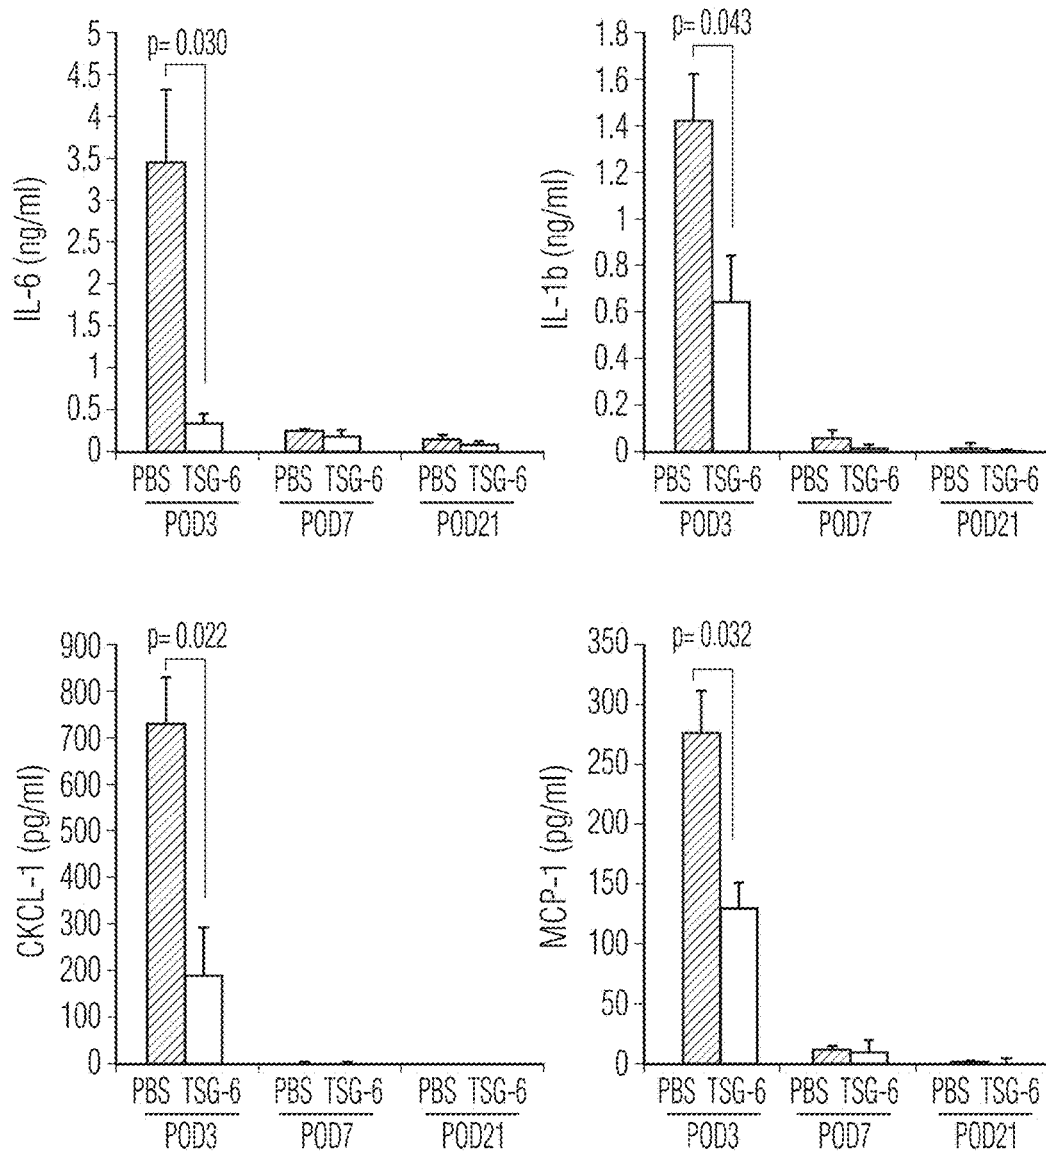 IL-6 (ng/ml)
p= 0.030
5
4.5
4
3.5
3
2.5
2
1.5
1
0.5
0
PBS TSG-6 PBS TSG-6 PBS TSG-6
POD3 POD7 POD21
IL-1b (ng/ml)
p= 0.043
1.8
1.6
1.4
1.2
1
0.8
0.6
0.4
0.2
0
PBS TSG-6 PBS TSG-6 PBS TSG-6
POD3 POD7 POD21
CKCL-1 (pg/ml)
p= 0.022
900
800
700
600
500
400
300
200
100
0
PBS TSG-6 PBS TSG-6 PBS TSG-6
POD3 POD7 POD21
MCP-1 (pg/ml)
p= 0.032
350
300
250
200
150
100
50
0
PBS TSG-6 PBS TSG-6 PBS TSG-6
POD3 POD7 POD21